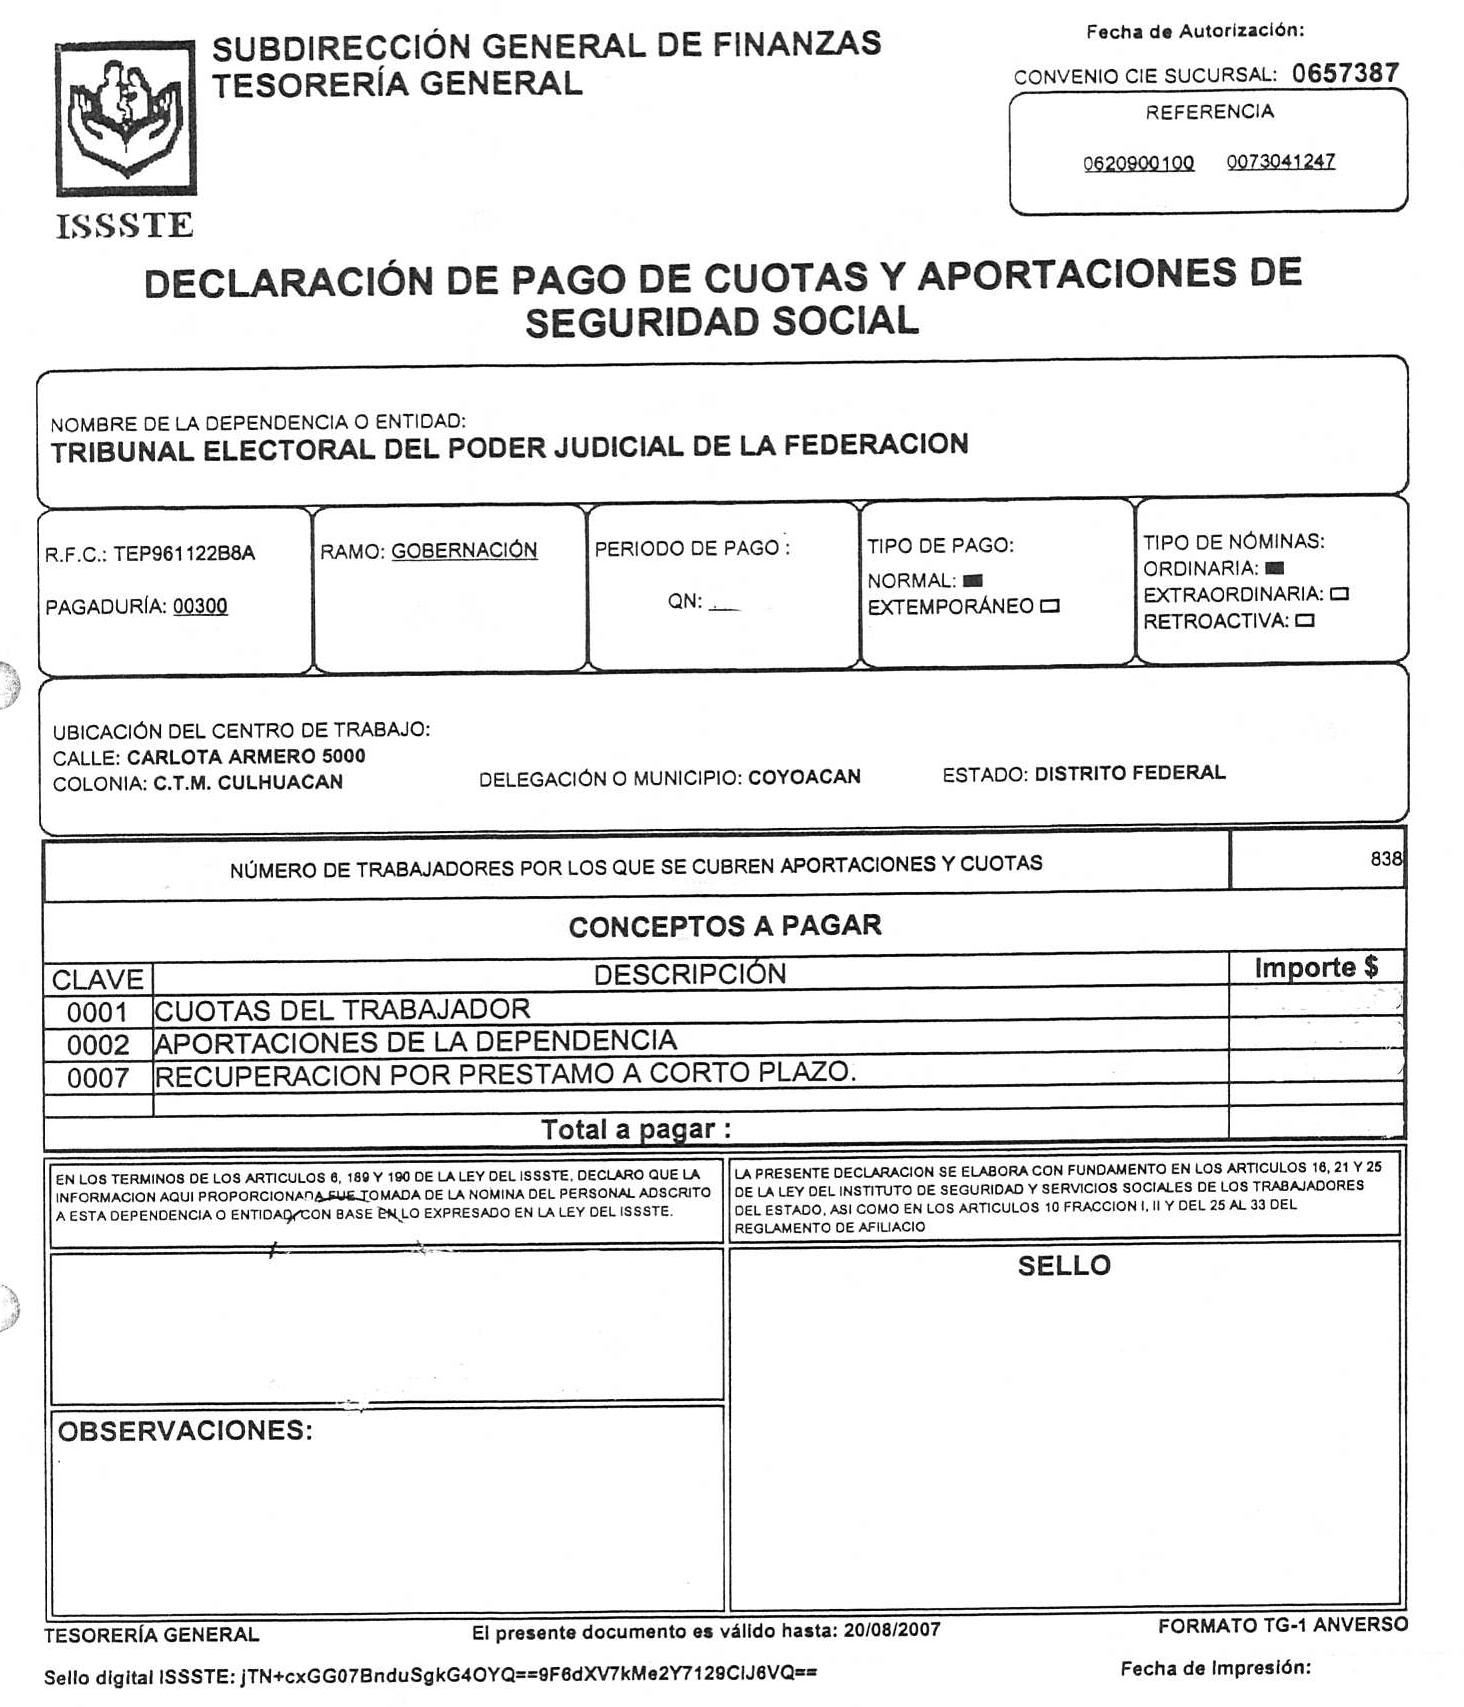 SUBDIRECCIÓN GENERAL DE FINANZAS
TESORERÍA GENERAL
ISSSTE
Fecha de Autorización:
CONVENIO CIE SUCURSAL: 0657387
REFERENCIA
0620900100 0073041247
DECLARACIÓN DE PAGO DE CUOTAS Y APORTACIONES DE
SEGURIDAD SOCIAL
NOMBRE DE LA DEPENDENCIA O ENTIDAD:
TRIBUNAL ELECTORAL DEL PODER JUDICIAL DE LA FEDERACION
R.F.C.: TEP961122B8A
PAGADURÍA: 00300
RAMO: GOBERNACIÓN
PERIODO DE PAGO :
QN: __
TIPO DE PAGO:
NORMAL: ■
EXTEMPORÁNEO □
TIPO DE NÓMINAS:
ORDINARIA: ■
EXTRAORDINARIA: □
RETROACTIVA: □
UBICACIÓN DEL CENTRO DE TRABAJO:
CALLE: CARLOTA ARMERO 5000
COLONIA: C.T.M. CULHUACAN DELEGACIÓN O MUNICIPIO: COYOACAN ESTADO: DISTRITO FEDERAL
NÚMERO DE TRABAJADORES POR LOS QUE SE CUBREN APORTACIONES Y CUOTAS 838
CONCEPTOS A PAGAR
CLAVE DESCRIPCIÓN Importe $
0001 CUOTAS DEL TRABAJADOR
0002 APORTACIONES DE LA DEPENDENCIA
0007 RECUPERACION POR PRESTAMO A CORTO PLAZO.
Total a pagar :
EN LOS TERMINOS DE LOS ARTICULOS 6, 189 Y 190 DE LA LEY DEL ISSSTE, DECLARO QUE LA
INFORMACION AQUI PROPORCIONADA FUE TOMADA DE LA NOMINA DEL PERSONAL ADSCRITO
A ESTA DEPENDENCIA O ENTIDAD, CON BASE EN LO EXPRESADO EN LA LEY DEL ISSSTE.
LA PRESENTE DECLARACION SE ELABORA CON FUNDAMENTO EN LOS ARTICULOS 16, 21 Y 25
DE LA LEY DEL INSTITUTO DE SEGURIDAD Y SERVICIOS SOCIALES DE LOS TRABAJADORES
DEL ESTADO, ASI COMO EN LOS ARTICULOS 10 FRACCION I, II Y DEL 25 AL 33 DEL
REGLAMENTO DE AFILIACIO
SELLO
OBSERVACIONES:
TESORERÍA GENERAL El presente documento es válido hasta: 20/08/2007 FORMATO TG-1 ANVERSO
Sello digital ISSSTE: jTN+cxGG07BnduSgkG4OYQ==9F6dXV7kMe2Y7129CIJ6VQ== Fecha de Impresión: